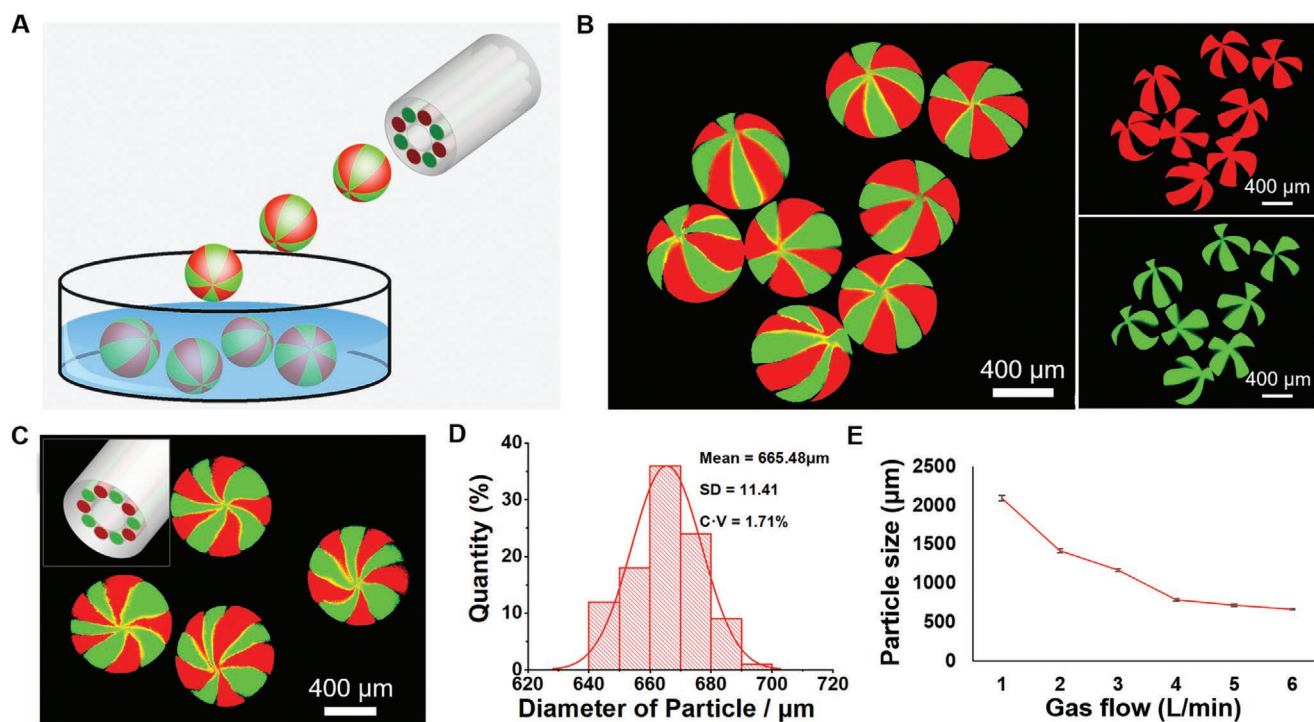 A
B
400 µm
400 µm
400 µm
C
400 µm
D
Mean = 665.48µm
SD = 11.41
C·V = 1.71%
Quantity (%)
40
30
20
10
0
620
640
660
680
700
720
Diameter of Particle / µm
E
Particle size (µm)
2500
2000
1500
1000
500
0
1
2
3
4
5
6
Gas flow (L/min)